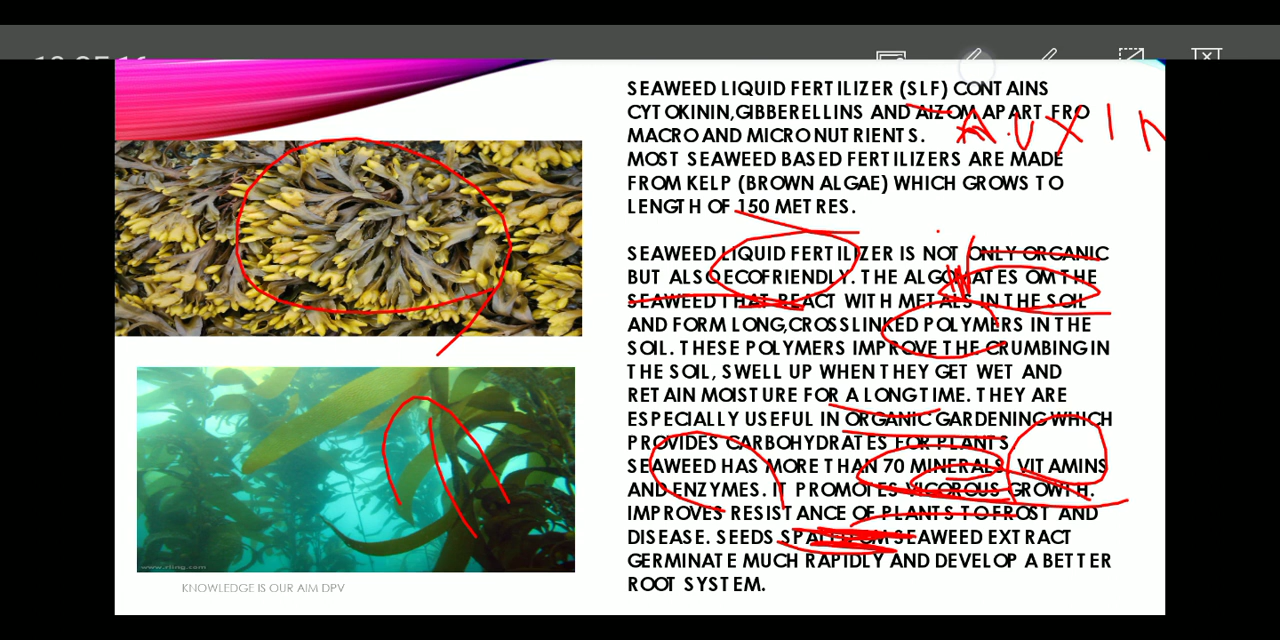 SEAWEED LIQUID FERTILIZER (SLF) CONTAINS
CYTOKININ,GIBBERELLINS AND AIZOM APART FRO
AUXIN
MACRO AND MICRO NUTRIENTS.
MOST SEAWEED BASED FERTILIZERS ARE MADE
FROM KELP (BROWN ALGAE) WHICH GROWS TO
LENGTH OF 150 METRES.
SEAWEED LIQUID FERTILIZER IS NOT ONLY ORGANIC
BUT ALSO ECOFRIENDLY. THE THE
SEAWEED THAT REACT WITH METALS IN THE SOIL
AND FORM LONG,CROSS LINKED POLYMERS IN THE
SOIL. THESE POLYMERS IMPROVE THE CRUMBING IN
THE SOIL, SWELL UP WHEN THEY GET WET AND
RETAIN MOISTURE FOR A LONG TIME. THEY ARE
ESPECIALLY USEFUL IN ORGANIC GARDENING WHICH
PROVIDES CARBOHYDRATES FOR PLANTS
SEAWEED HAS MORE THAN 70 MINERALS, VITAMINS
AND ENZYMES. IT PROMOTES VIGOROUS GROWTH.
IMPROVES RESISTANCE OF PLANTS TO FROST AND
DISEASE. SEEDS SEAWEED EXTRACT
GERMINATE MUCH RAPIDLY AND DEVELOP A BETTER
ROOT SYSTEM.
KNOWLEDGE IS OUR AIM DPV